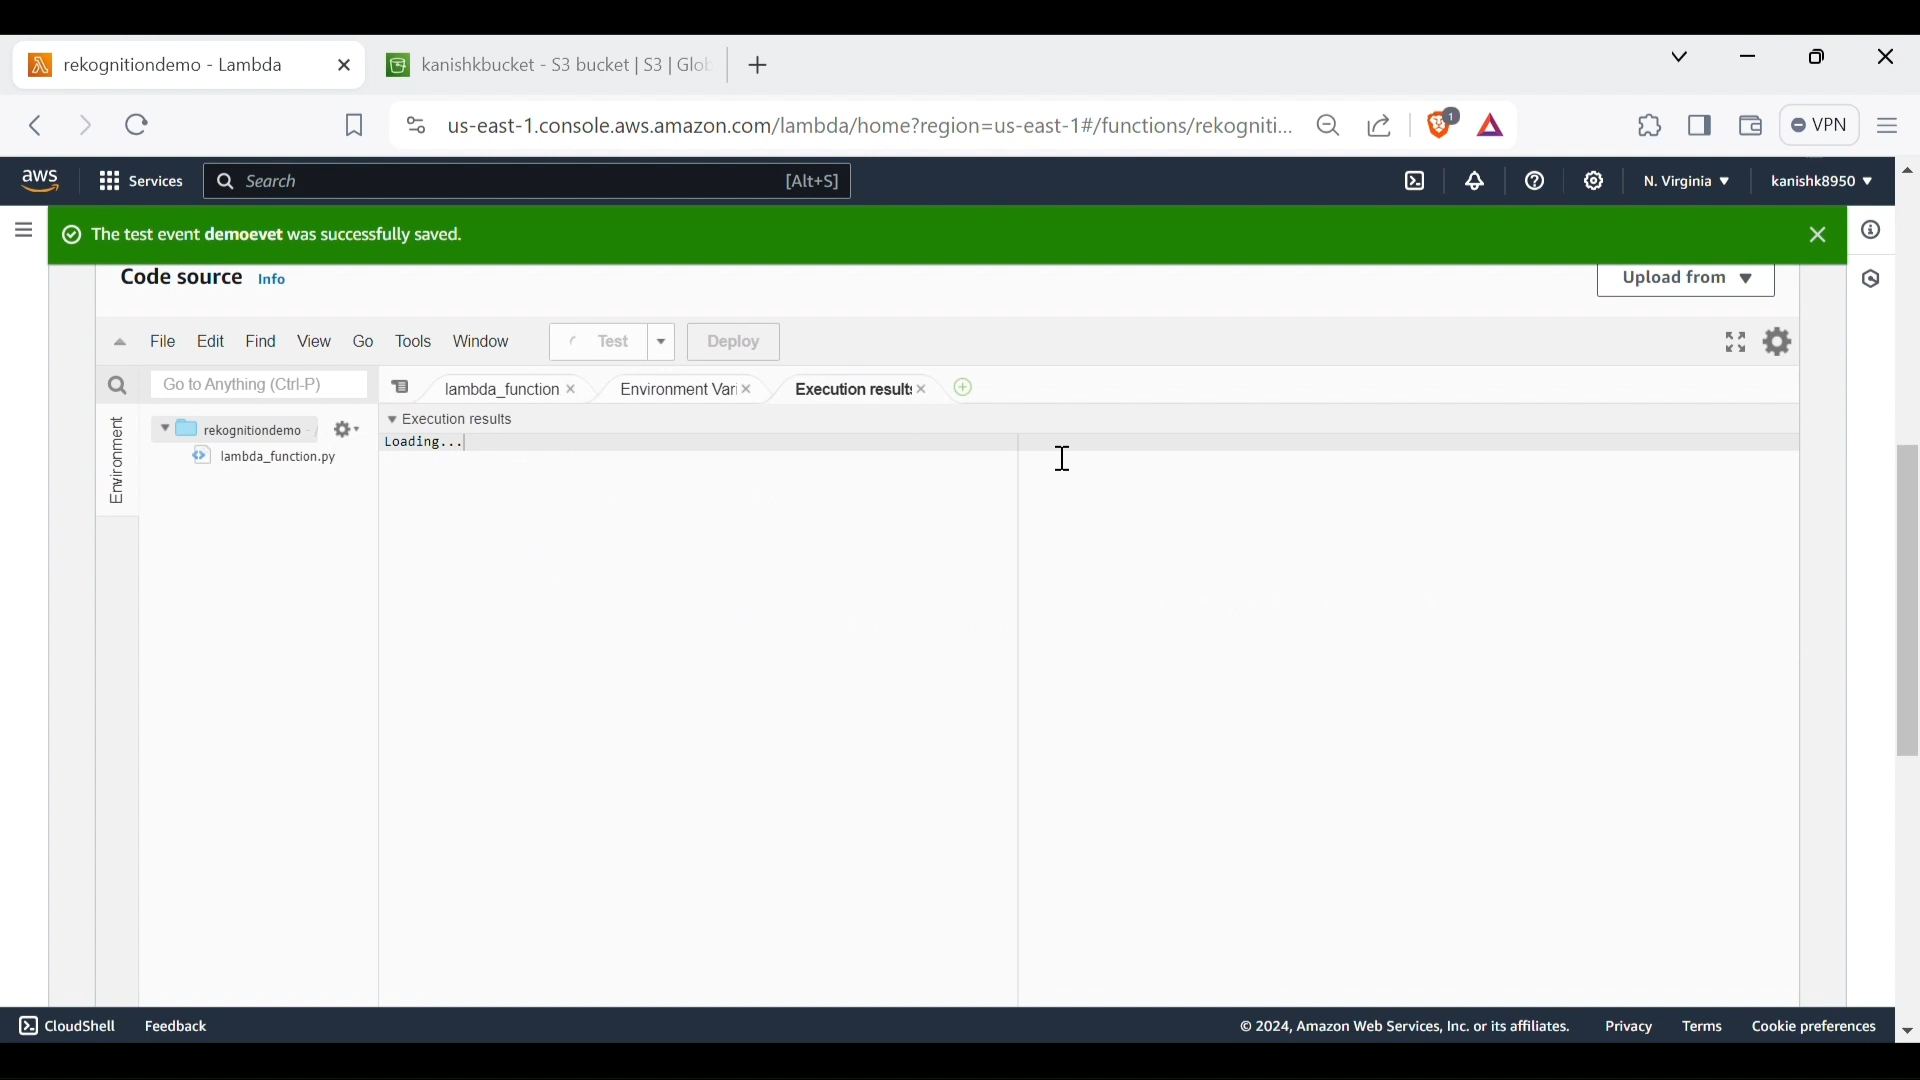 rekognitiondemo - Lambda
kanishkbucket - S3 bucket | S3 | Glob
us-east-1.console.aws.amazon.com/lambda/home?region=us-east-1#/functions/rekogniti...
1
VPN
aws
Services
Search
[Alt+S]
N. Virginia
kanishk8950
The test event demoevet was successfully saved.
Code source Info
Upload from
File Edit Find View Go Tools Window
Test
Deploy
Go to Anything (Ctrl-P)
lambda_function
Environment Vari
Execution results
Environment
rekognitiondemo - /
lambda_function.py
Execution results
Loading...
CloudShell
Feedback
© 2024, Amazon Web Services, Inc. or its affiliates.
Privacy
Terms
Cookie preferences